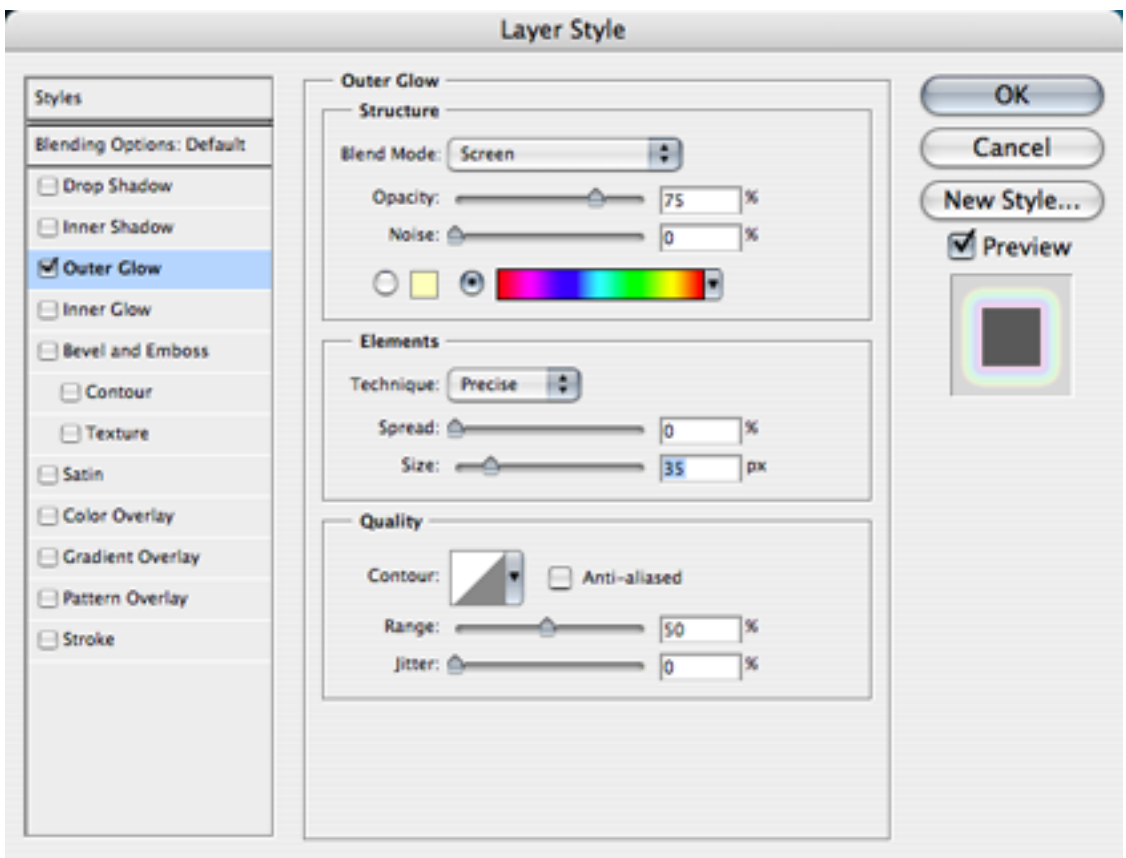 Layer Style
Styles
Blending Options: Default
Drop Shadow
Inner Shadow
Outer Glow
Inner Glow
Bevel and Emboss
Contour
Texture
Satin
Color Overlay
Gradient Overlay
Pattern Overlay
Stroke
Outer Glow
Structure
Blend Mode: Screen
Opacity: 75 %
Noise: 0 %
Elements
Technique: Precise
Spread: 0 %
Size: 35 px
Quality
Contour: Anti-aliased
Range: 50 %
Jitter: 0 %
OK
Cancel
New Style...
Preview